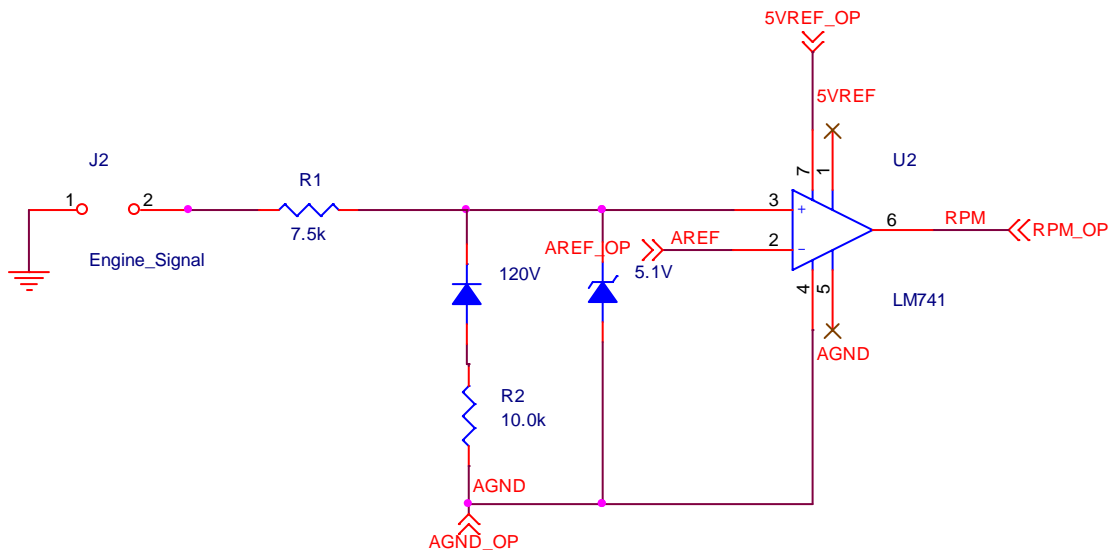 5VREF_OP
5VREF
J2
U2
1
2
R1
7
1
3
+
7.5k
RPM
6
RPM_OP
AREF_OP
AREF
2
−
Engine_Signal
120V
5.1V
4
5
LM741
AGND
R2
10.0k
AGND
AGND_OP